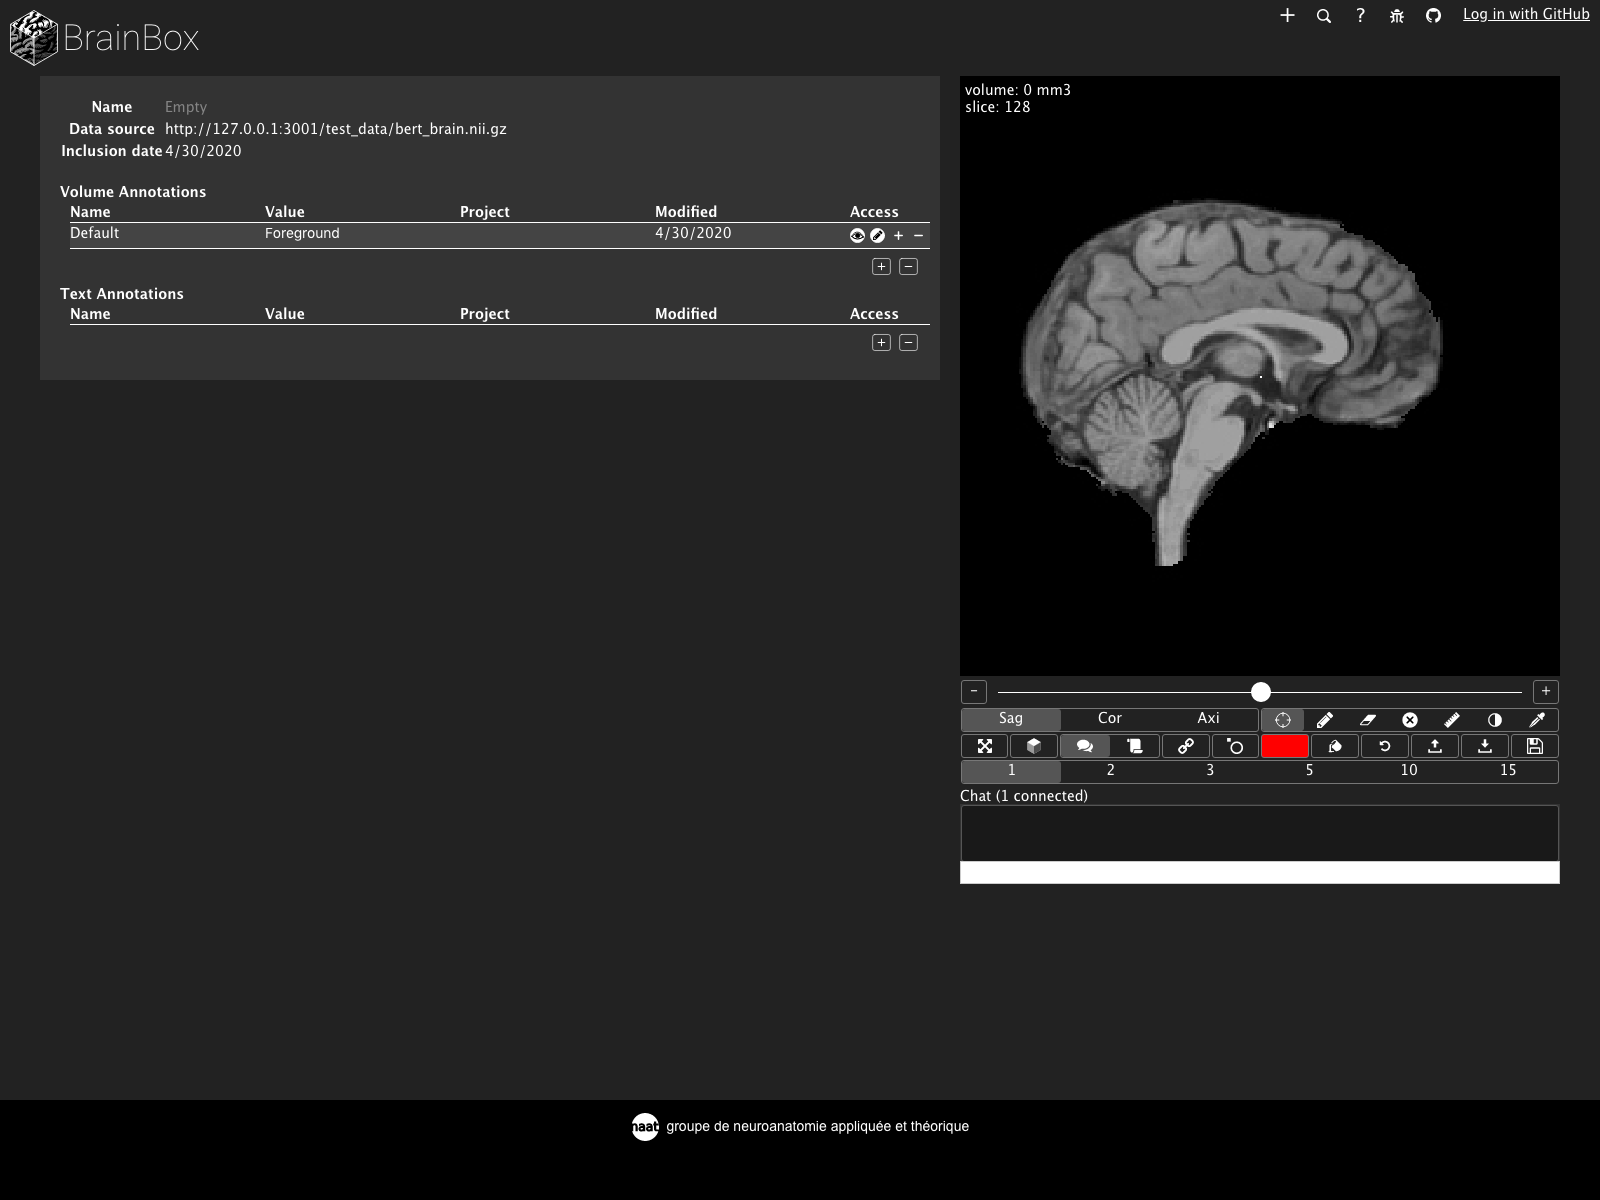 BrainBox
Log in with GitHub
Name Empty
Data source http://127.0.0.1:3001/test_data/bert_brain.nii.gz
Inclusion date 4/30/2020
Volume Annotations
Name Value Project Modified Access
Default Foreground 4/30/2020
Text Annotations
Name Value Project Modified Access
volume: 0 mm3
slice: 128
- +
Sag Cor Axi
1 2 3 5 10 15
Chat (1 connected)
naat groupe de neuroanatomie appliquée et théorique